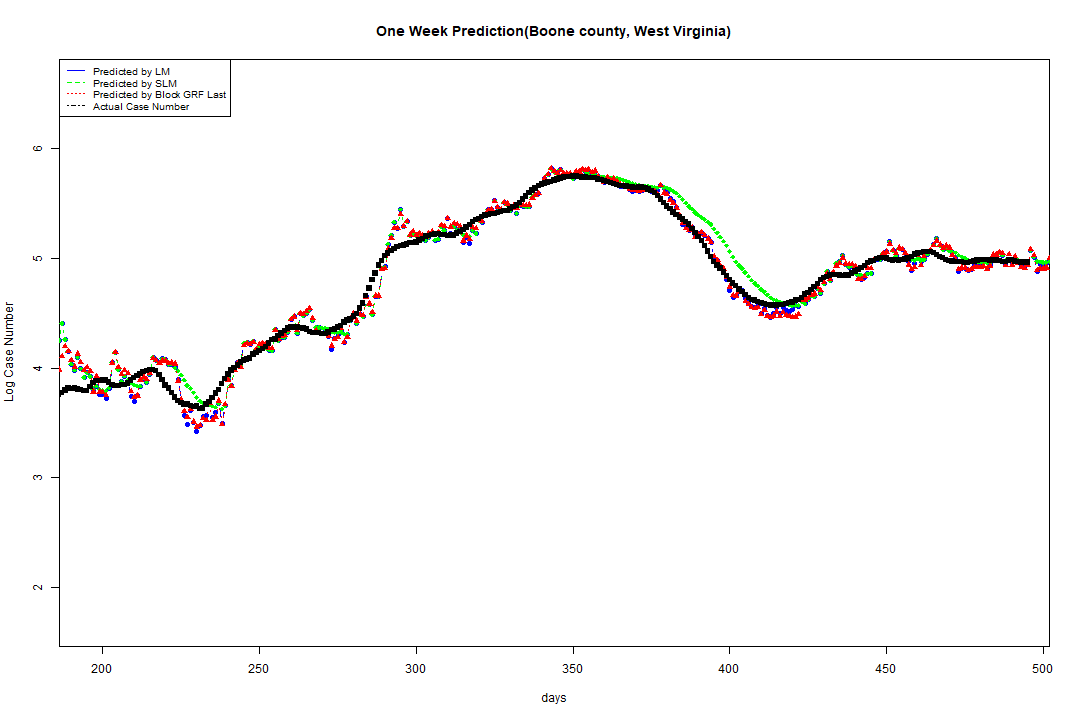 One Week Prediction(Boone county, West Virginia)
Predicted by LM
Predicted by SLM
Predicted by Block GRF Last
Actual Case Number
6
5
4
3
2
Log Case Number
200 250 300 350 400 450 500
days